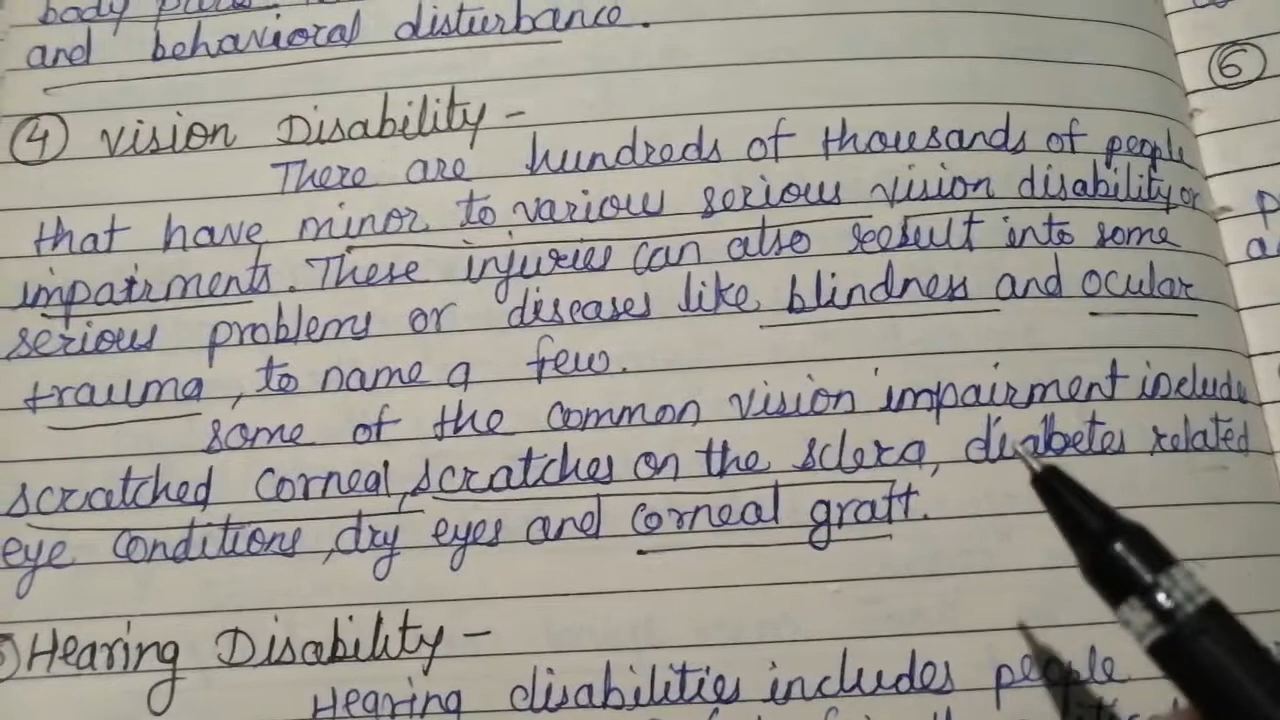 body
and behavioral disturbance.
④ Vision Disability -
There are hundreds of thousands of people
that have minor to various serious vision disability or
impairments. These injuries can also result into some
serious problems or diseases like blindness and ocular
trauma, to name a few.
some of the common vision impairment include
scratched corneal, scratches on the sclera, diabetes related
eye conditions, dry eyes and corneal graft.
Hearing Disability -
Hearing disabilities includes people
⑥